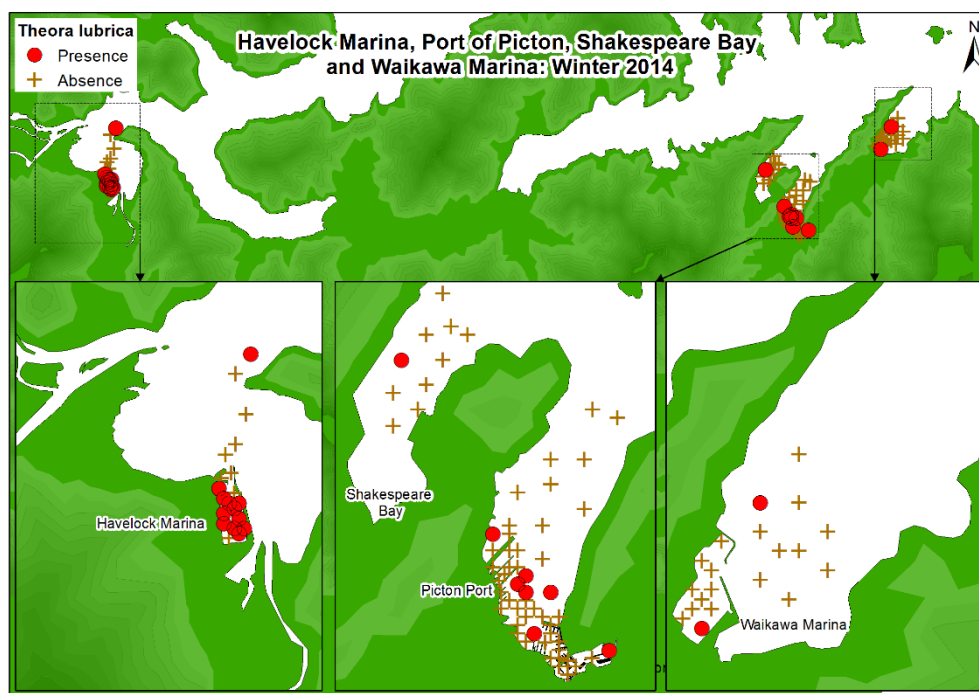 Theora lubrica
Presence
Absence
Havelock Marina, Port of Picton, Shakespeare Bay
and Waikawa Marina: Winter 2014
N
Havelock Marina
Shakespeare
Bay
Picton Port
Waikawa Marina